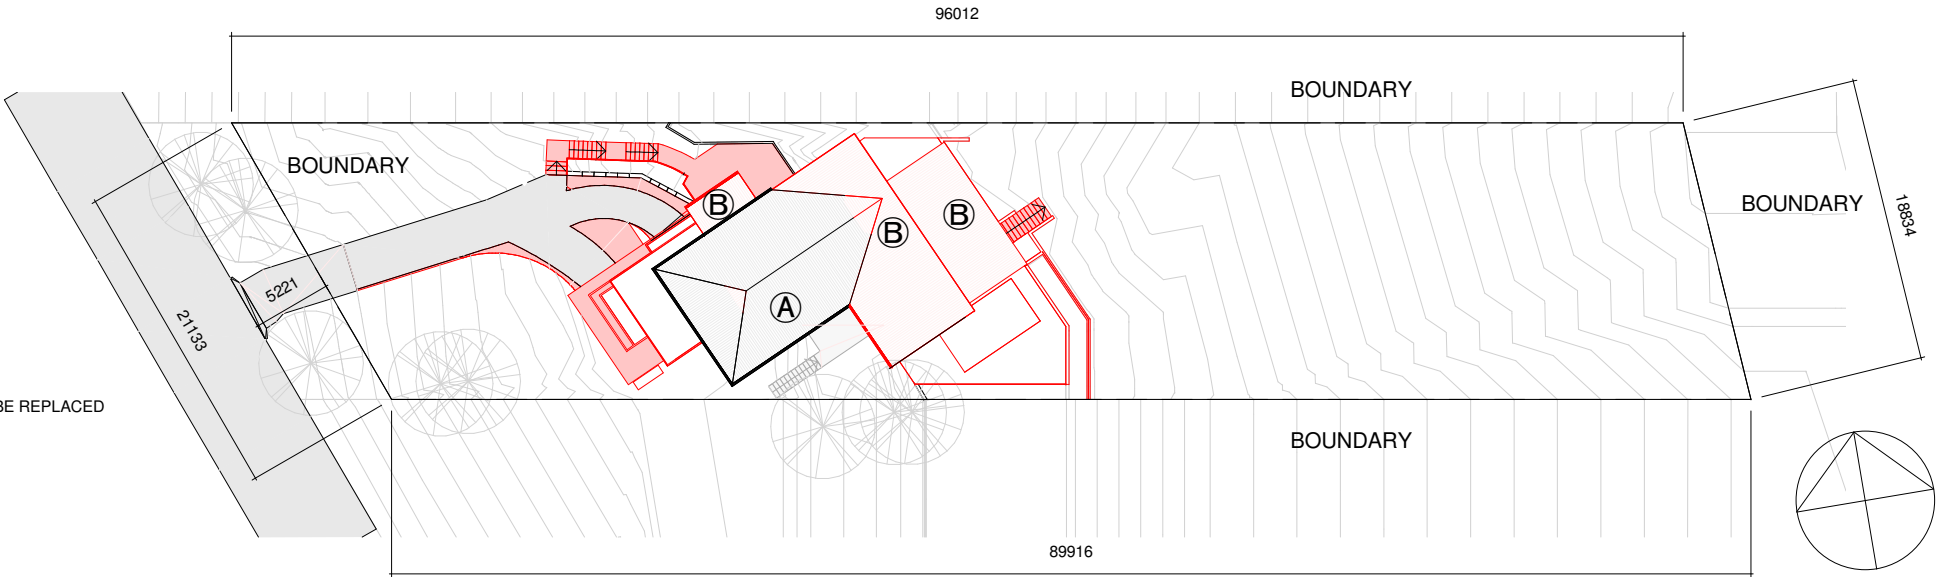 96012
BOUNDARY
BOUNDARY
BOUNDARY
18834
5221
21133
B
B
B
A
BE REPLACED
BOUNDARY
89916